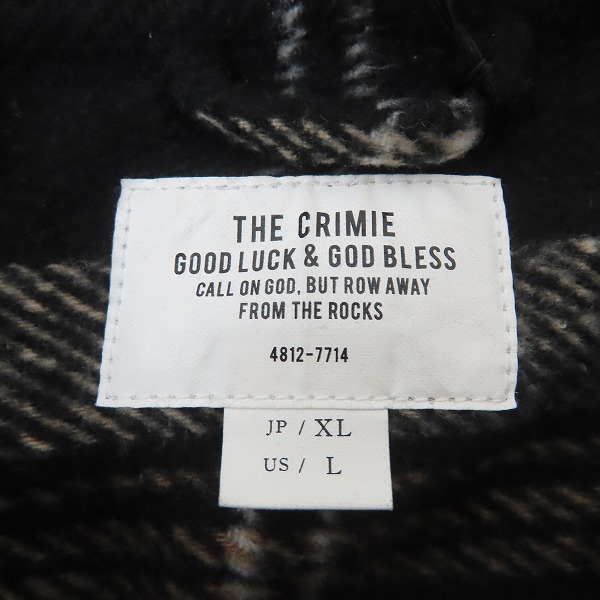 THE CRIMIE
GOOD LUCK & GOD BLESS
CALL ON GOD, BUT ROW AWAY
FROM THE ROCKS
4812-7714
JP / XL
US / L